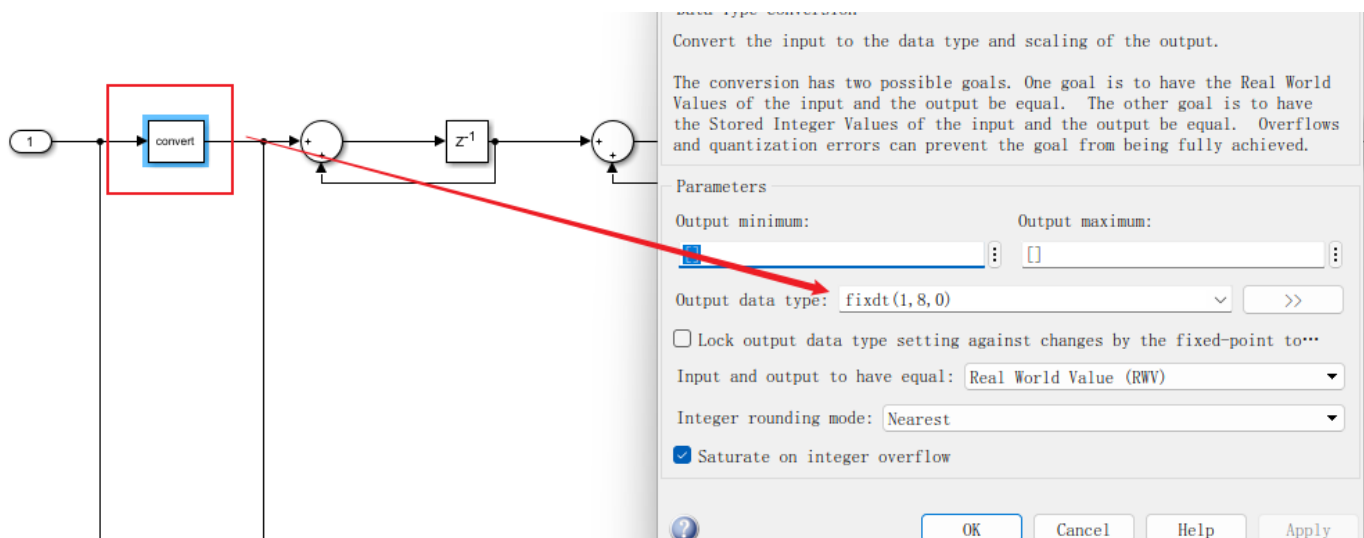 Data Type Conversion
Convert the input to the data type and scaling of the output.
The conversion has two possible goals. One goal is to have the Real World
Values of the input and the output be equal. The other goal is to have
the Stored Integer Values of the input and the output be equal. Overflows
and quantization errors can prevent the goal from being fully achieved.
Parameters
Output minimum: Output maximum:
[] []
Output data type: fixdt(1,8,0) >>
Lock output data type setting against changes by the fixed-point to…
Input and output to have equal: Real World Value (RWV)
Integer rounding mode: Nearest
Saturate on integer overflow
OK Cancel Help Apply
1
convert
+
+
Z-1
+
+